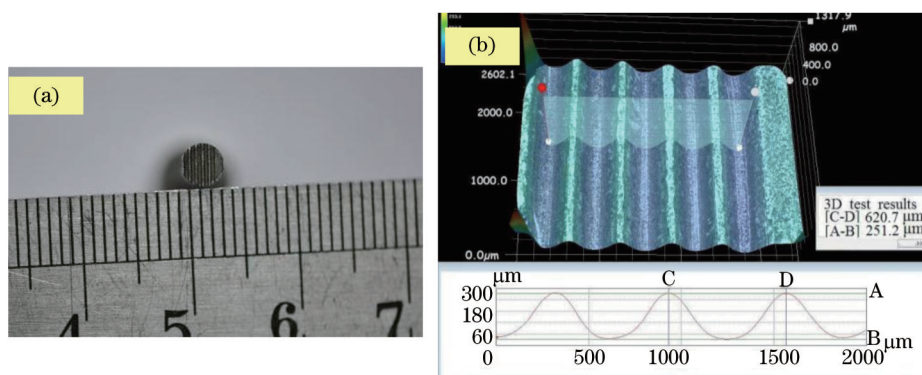 (a)
4 5 6 7
(b)
1317.9
μm
800.0
400.0
0.0
2602.1
2000.0
1000.0
0.0μm
3D test results
[C-D] 620.7 μm
[A-B] 251.2 μm
μm
C D
300 A
180
60 B
μm
0 500 1000 1500 2000